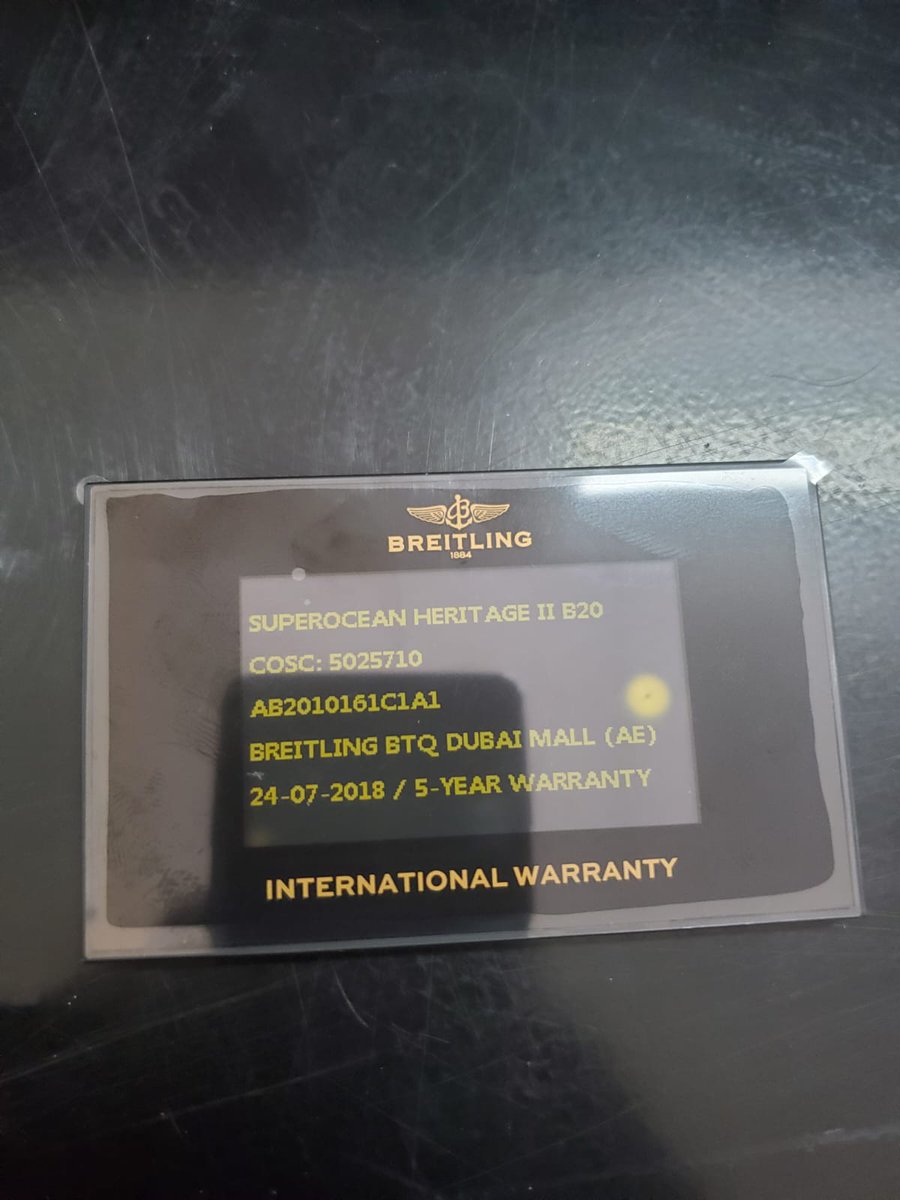 BREITLING
1884
SUPEROCEAN HERITAGE II B20
COSC: 5025710
AB2010161C1A1
BREITLING BTQ DUBAI MALL (AE)
24-07-2018 / 5-YEAR WARRANTY
INTERNATIONAL WARRANTY